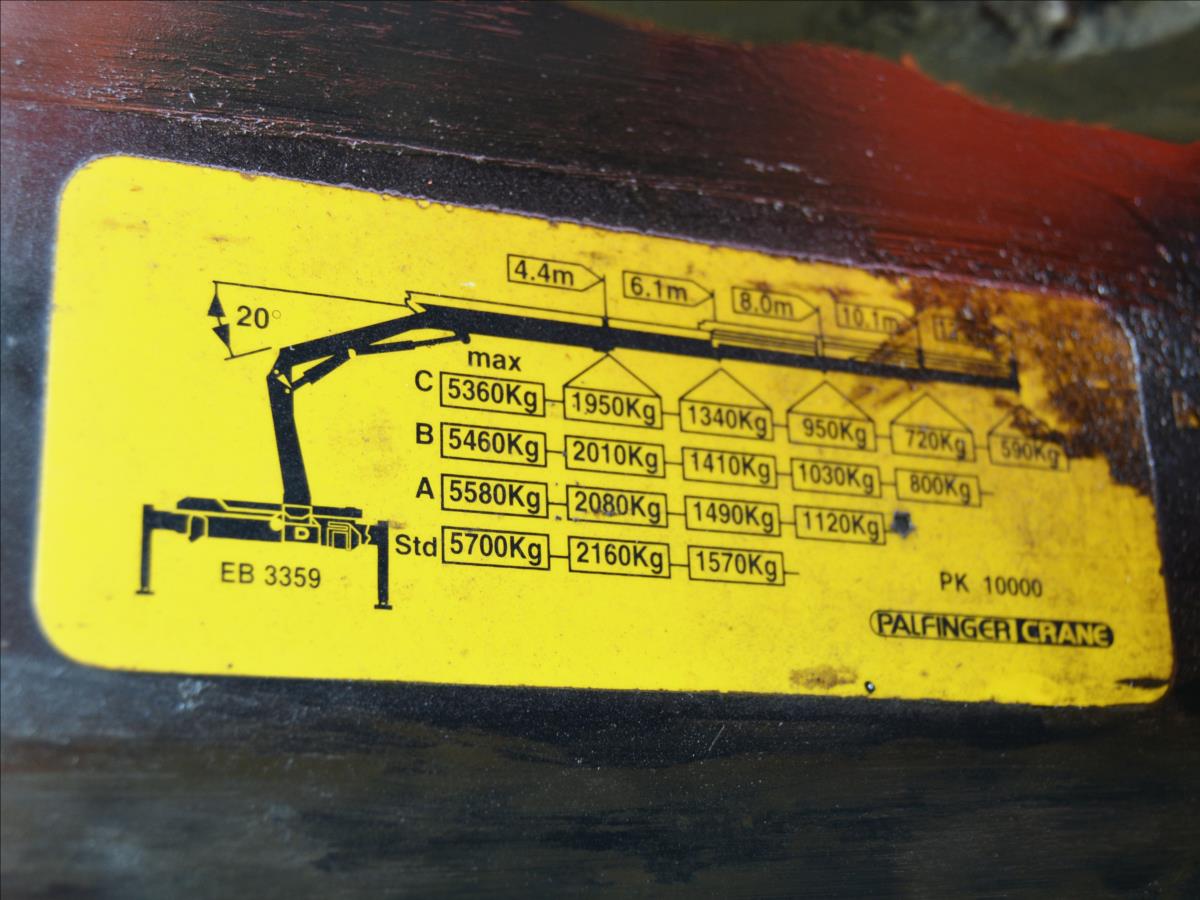 4.4m 6.1m 8.0m 10.1m
20°
max
C 5360Kg 1950Kg 1340Kg 950Kg 720Kg 590Kg
B 5460Kg 2010Kg 1410Kg 1030Kg 800Kg
A 5580Kg 2080Kg 1490Kg 1120Kg
Std 5700Kg 2160Kg 1570Kg
EB 3359
PK 10000
PALFINGER CRANE